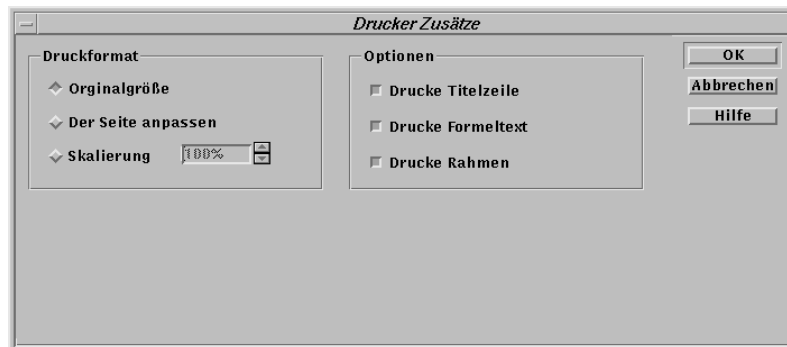 Drucker Zusätze
Druckformat
Orginalgröße
Der Seite anpassen
Skalierung 100%
Optionen
Drucke Titelzeile
Drucke Formeltext
Drucke Rahmen
OK
Abbrechen
Hilfe